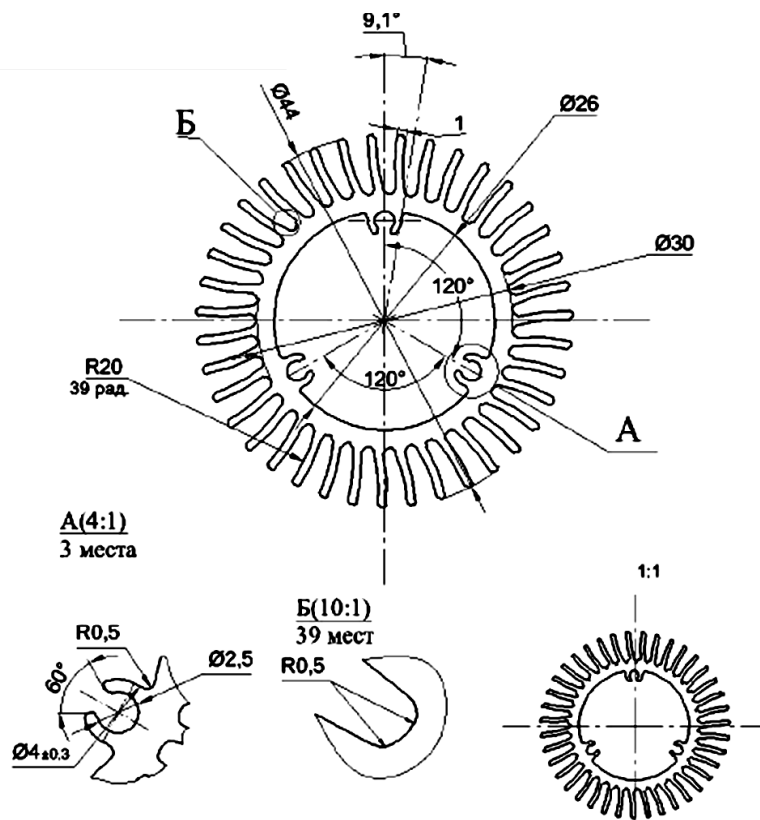 9,1°
Ø44
Б
1
Ø26
Ø30
120°
R20
39 рад.
120°
А
А(4:1)
3 места
1:1
Б(10:1)
39 мест
R0,5
60°
Ø2,5
R0,5
Ø4±0,3